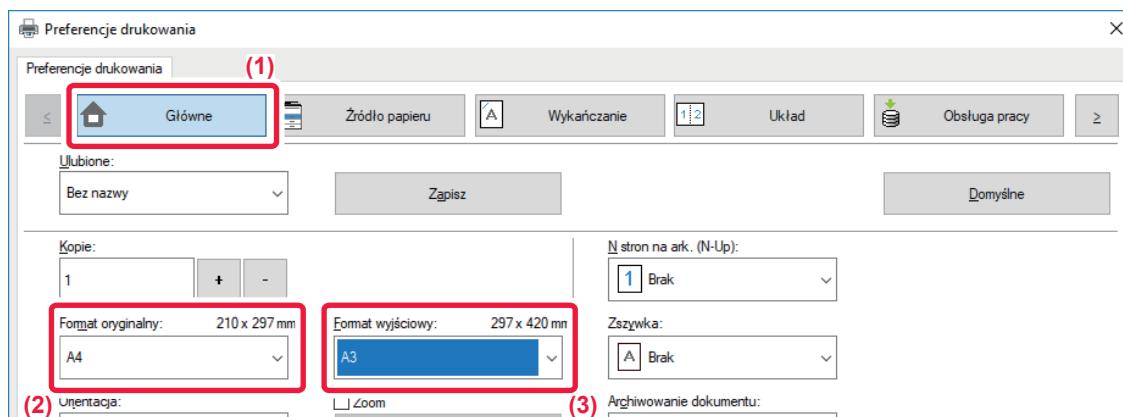 Preferencje drukowania
Preferencje drukowania
(1)
<
Główne
Źródło papieru
Wykańczanie
Układ
Obsługa pracy
>
Ulubione:
Bez nazwy
Zapisz
Domyślne
Kopie:
1
+
-
N stron na ark. (N-Up):
1 Brak
Format oryginalny: 210 x 297 mm
A4
Format wyjściowy: 297 x 420 mm
A3
Zszywka:
A Brak
(2)
Orientacja:
Zoom
(3)
Archiwowanie dokumentu: